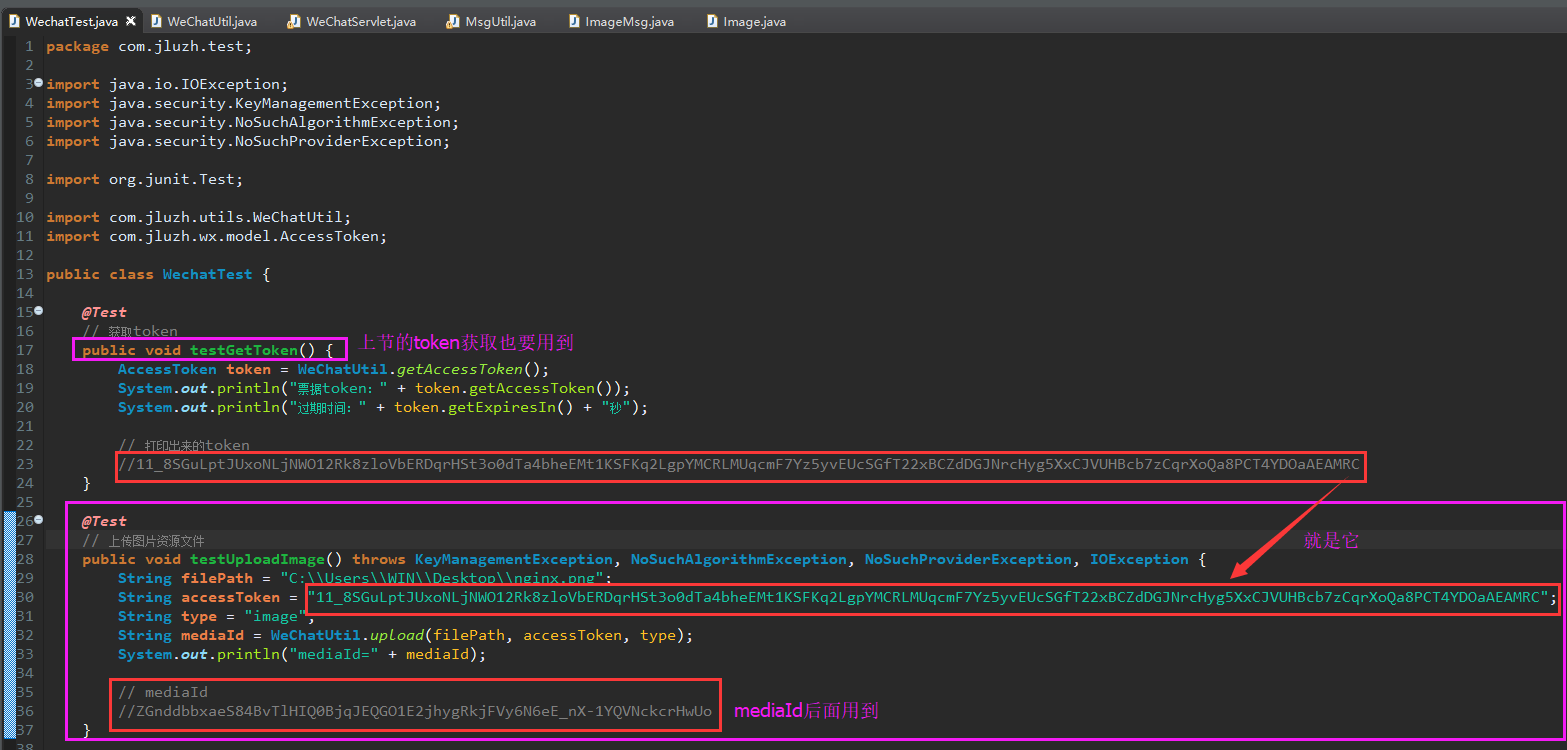 WechatTest.java WeChatUtil.java WeChatServlet.java MsgUtil.java ImageMsg.java Image.java
1 package com.jluzh.test;
2
3 import java.io.IOException;
4 import java.security.KeyManagementException;
5 import java.security.NoSuchAlgorithmException;
6 import java.security.NoSuchProviderException;
7
8 import org.junit.Test;
9
10 import com.jluzh.utils.WeChatUtil;
11 import com.jluzh.wx.model.AccessToken;
12
13 public class WechatTest {
14
15 @Test
16 // 获取token
17 public void testGetToken() { 上节的token获取也要用到
18 AccessToken token = WeChatUtil.getAccessToken();
19 System.out.println("票据token: " + token.getAccessToken());
20 System.out.println("过期时间: " + token.getExpiresIn() + "秒");
21
22 // 打印出来的token
23 //11_8SGuLptJUxoNLjNWO12Rk8zloVbERDqrHSt3o0dTa4bheEMt1KSFKq2LgpYMCRLMUqcmF7Yz5yvEUcSGfT22xBCZdDGJNrcHyg5XxCJVUHBcb7zCqrXoQa8PCT4YDOaAEAMRC
24 }
25
26 @Test
27 // 上传图片资源文件
28 public void testUploadImage() throws KeyManagementException, NoSuchAlgorithmException, NoSuchProviderException, IOException { 就是它
29 String filePath = "C:\\Users\\WIN\\Desktop\\nginx.png";
30 String accessToken = "11_8SGuLptJUxoNLjNWO12Rk8zloVbERDqrHSt3o0dTa4bheEMt1KSFKq2LgpYMCRLMUqcmF7Yz5yvEUcSGfT22xBCZdDGJNrcHyg5XxCJVUHBcb7zCqrXoQa8PCT4YDOaAEAMRC";
31 String type = "image";
32 String mediaId = WeChatUtil.upload(filePath, accessToken, type);
33 System.out.println("mediaId=" + mediaId);
34
35 // mediaId
36 //ZGnddbbxaeS84BvTlHIQ0BjqJEQGO1E2jhygRkjFVy6N6eE_nX-1YQVNckcrHwUo mediaId后面用到
37 }
38